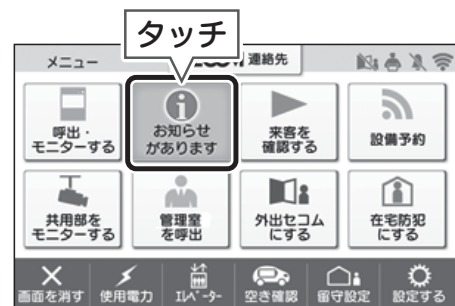 タッチ
メニュー
連絡先
呼出・
モニターする
お知らせ
があります
来客を
確認する
設備予約
共用部を
モニターする
管理室
を呼出
外出セコム
にする
在宅防犯
にする
画面を消す
使用電力
エレベーター
空き確認
留守設定
設定する